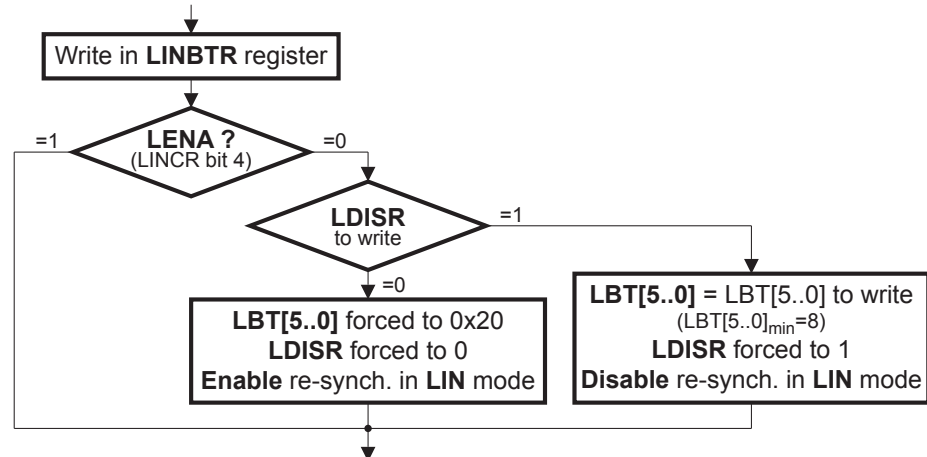 Write in LINBTR register
=1
LENA ?
(LINCR bit 4)
=0
LDISR
to write
=1
=0
LBT[5..0] forced to 0x20
LDISR forced to 0
Enable re-synch. in LIN mode
LBT[5..0] = LBT[5..0] to write
(LBT[5..0]min=8)
LDISR forced to 1
Disable re-synch. in LIN mode